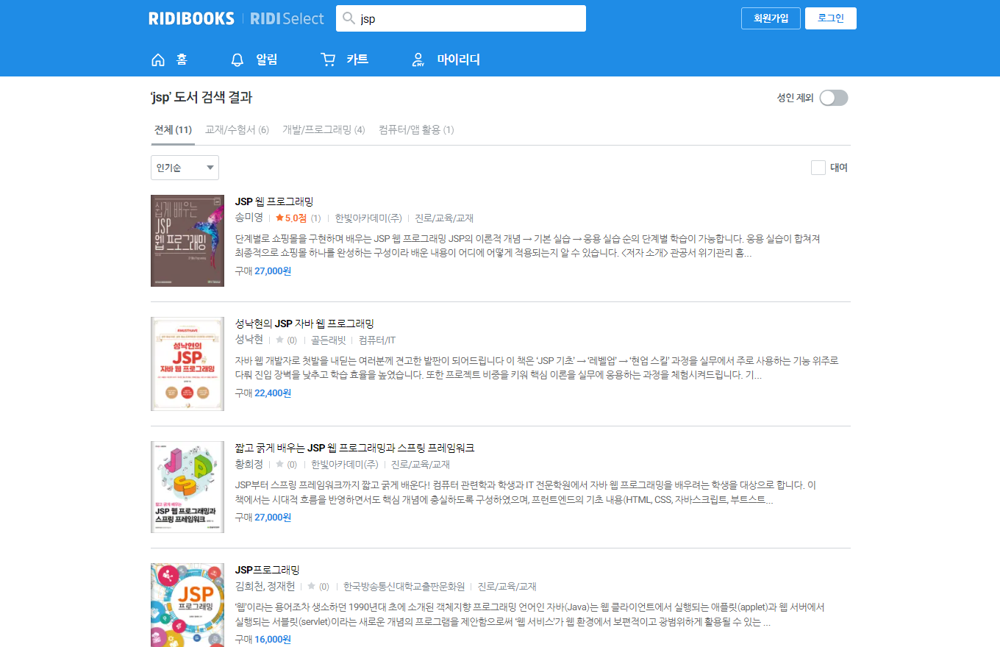 RIDIBOOKS RIDI Select jsp 회원가입 로그인
홈 알림 카트 마이리디
‘jsp’ 도서 검색 결과 성인 제외
전체 (11) 교재/수험서 (6) 개발/프로그래밍 (4) 컴퓨터/앱 활용 (1)
인기순 대여
쉽게 배우는
JSP
웹 프로그래밍
JSP 웹 프로그래밍
송미영 ★ 5.0점 (1) 한빛아카데미(주) 진로/교육/교재
단계별로 쇼핑몰을 구현하며 배우는 JSP 웹 프로그래밍 JSP의 이론적 개념 → 기본 실습 → 응용 실습 순의 단계별 학습이 가능합니다. 응용 실습이 합쳐져
최종적으로 쇼핑몰 하나를 완성하는 구성이라 배운 내용이 어디에 어떻게 적용되는지 알 수 있습니다. <저자 소개> 관공서 위기관리 홈...
구매 27,000원
#MUSTHAVE
성낙현의
JSP
자바 웹 프로그래밍
성낙현의 JSP 자바 웹 프로그래밍
성낙현 ★ (0) 골든래빗 컴퓨터/IT
자바 웹 개발자로 첫발을 내딛는 여러분께 견고한 발판이 되어드립니다 이 책은 ‘JSP 기초’ → ‘레벨업’ → ‘현업 스킬’ 과정을 실무에서 주로 사용하는 기능 위주로
다뤄 진입 장벽을 낮추고 학습 효율을 높였습니다. 또한 프로젝트 비중을 키워 핵심 이론을 실무에 응용하는 과정을 체험시켜드립니다. 기...
구매 22,400원
JSP
짧고 굵게 배우는
JSP 웹 프로그래밍과
스프링 프레임워크
짧고 굵게 배우는 JSP 웹 프로그래밍과 스프링 프레임워크
황희정 ★ (0) 한빛아카데미(주) 진로/교육/교재
JSP부터 스프링 프레임워크까지 짧고 굵게 배운다! 컴퓨터 관련학과 학생과 IT 전문학원에서 자바 웹 프로그래밍을 배우려는 학생을 대상으로 합니다. 이
책에서는 시대적 흐름을 반영하면서도 핵심 개념에 충실하도록 구성하였으며, 프런트엔드의 기초 내용(HTML, CSS, 자바스크립트, 부트스트...
구매 27,000원
JSP
프로그래밍
JSP프로그래밍
김희천, 정재헌 ★ (0) 한국방송통신대학교출판문화원 진로/교육/교재
‘웹’이라는 용어조차 생소하던 1990년대 초에 소개된 객체지향 프로그래밍 언어인 자바(Java)는 웹 클라이언트에서 실행되는 애플릿(applet)과 웹 서버에서
실행되는 서블릿(servlet)이라는 새로운 개념의 프로그램을 제안함으로써 ‘웹 서비스’가 웹 환경에서 보편적이고 광범위하게 활용될 수 있는 ...
구매 16,000원